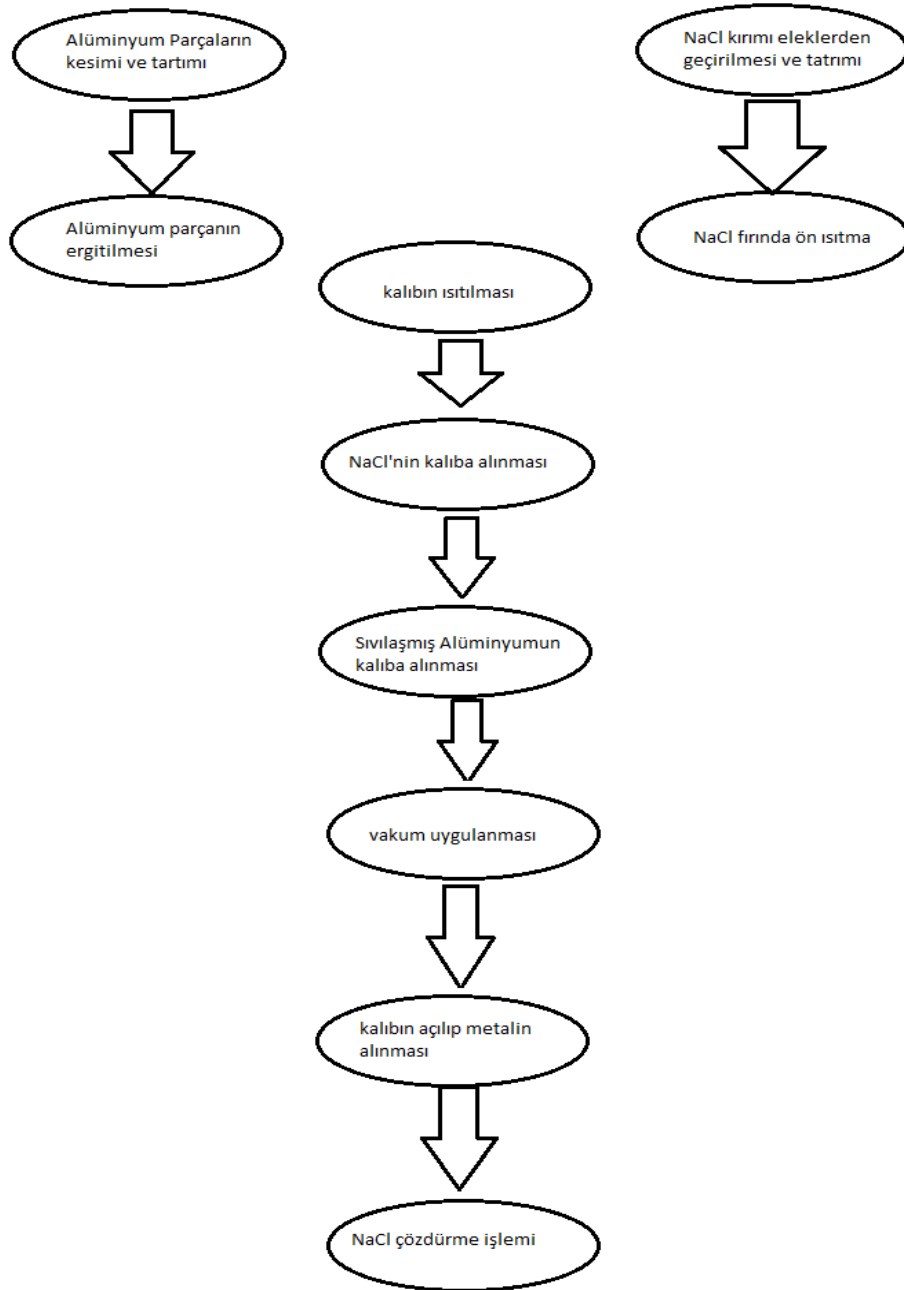 Alüminyum Parçaların
kesimi ve tartımı
NaCl kırımı eleklerden
geçirilmesi ve tatrımı
Alüminyum parçanın
ergitilmesi
NaCl fırında ön ısıtma
kalıbın ısıtılması
NaCl'nin kalıba alınması
Sıvılaşmış Alüminyumun
kalıba alınması
vakum uygulanması
kalıbın açılıp metalin
alınması
NaCl çözdürme işlemi